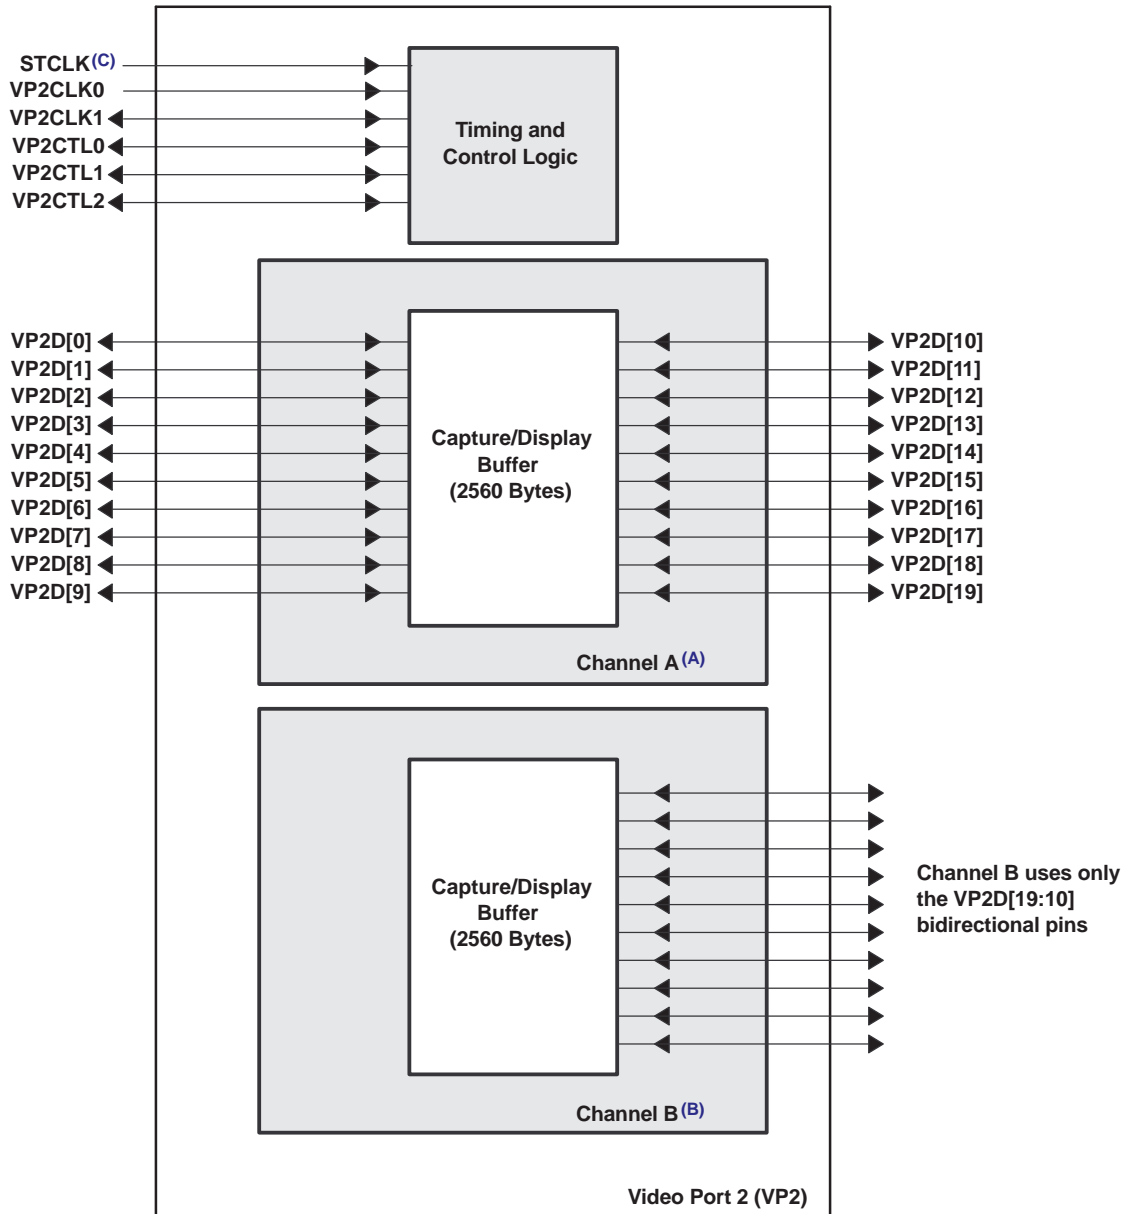 STCLK(C)
VP2CLK0
VP2CLK1
VP2CTL0
VP2CTL1
VP2CTL2
Timing and
Control Logic
VP2D[0]
VP2D[1]
VP2D[2]
VP2D[3]
VP2D[4]
VP2D[5]
VP2D[6]
VP2D[7]
VP2D[8]
VP2D[9]
Capture/Display
Buffer
(2560 Bytes)
VP2D[10]
VP2D[11]
VP2D[12]
VP2D[13]
VP2D[14]
VP2D[15]
VP2D[16]
VP2D[17]
VP2D[18]
VP2D[19]
Channel A(A)
Capture/Display
Buffer
(2560 Bytes)
Channel B uses only
the VP2D[19:10]
bidirectional pins
Channel B(B)
Video Port 2 (VP2)